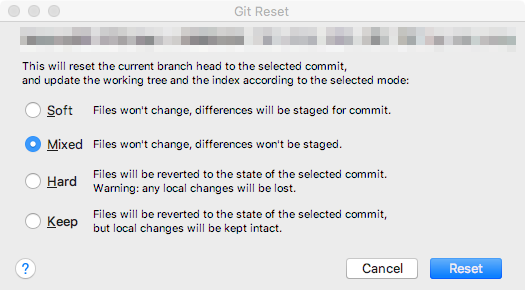 Git Reset
This will reset the current branch head to the selected commit,
and update the working tree and the index according to the selected mode:
Soft Files won't change, differences will be staged for commit.
Mixed Files won't change, differences won't be staged.
Hard Files will be reverted to the state of the selected commit.
Warning: any local changes will be lost.
Keep Files will be reverted to the state of the selected commit,
but local changes will be kept intact.
? Cancel Reset